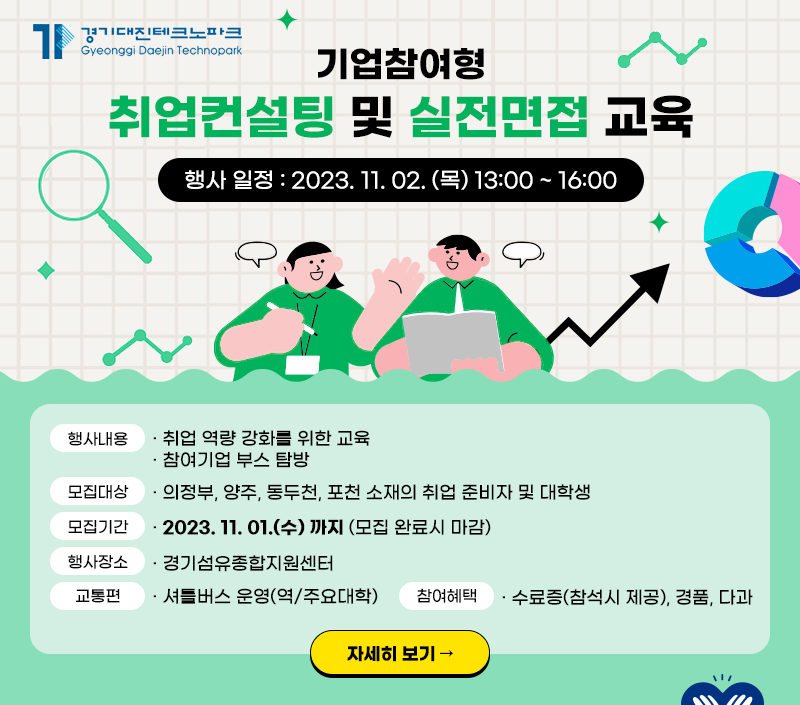 경기대진테크노파크
Gyeonggi Daejin Technopark
기업참여형
취업컨설팅 및 실전면접 교육
행사 일정 : 2023. 11. 02. (목) 13:00 ~ 16:00
행사내용 · 취업 역량 강화를 위한 교육
· 참여기업 부스 탐방
모집대상 · 의정부, 양주, 동두천, 포천 소재의 취업 준비자 및 대학생
모집기간 · 2023. 11. 01.(수) 까지 (모집 완료시 마감)
행사장소 · 경기섬유종합지원센터
교통편 · 셔틀버스 운영(역/주요대학) 참여혜택 · 수료증(참석시 제공), 경품, 다과
자세히 보기 →